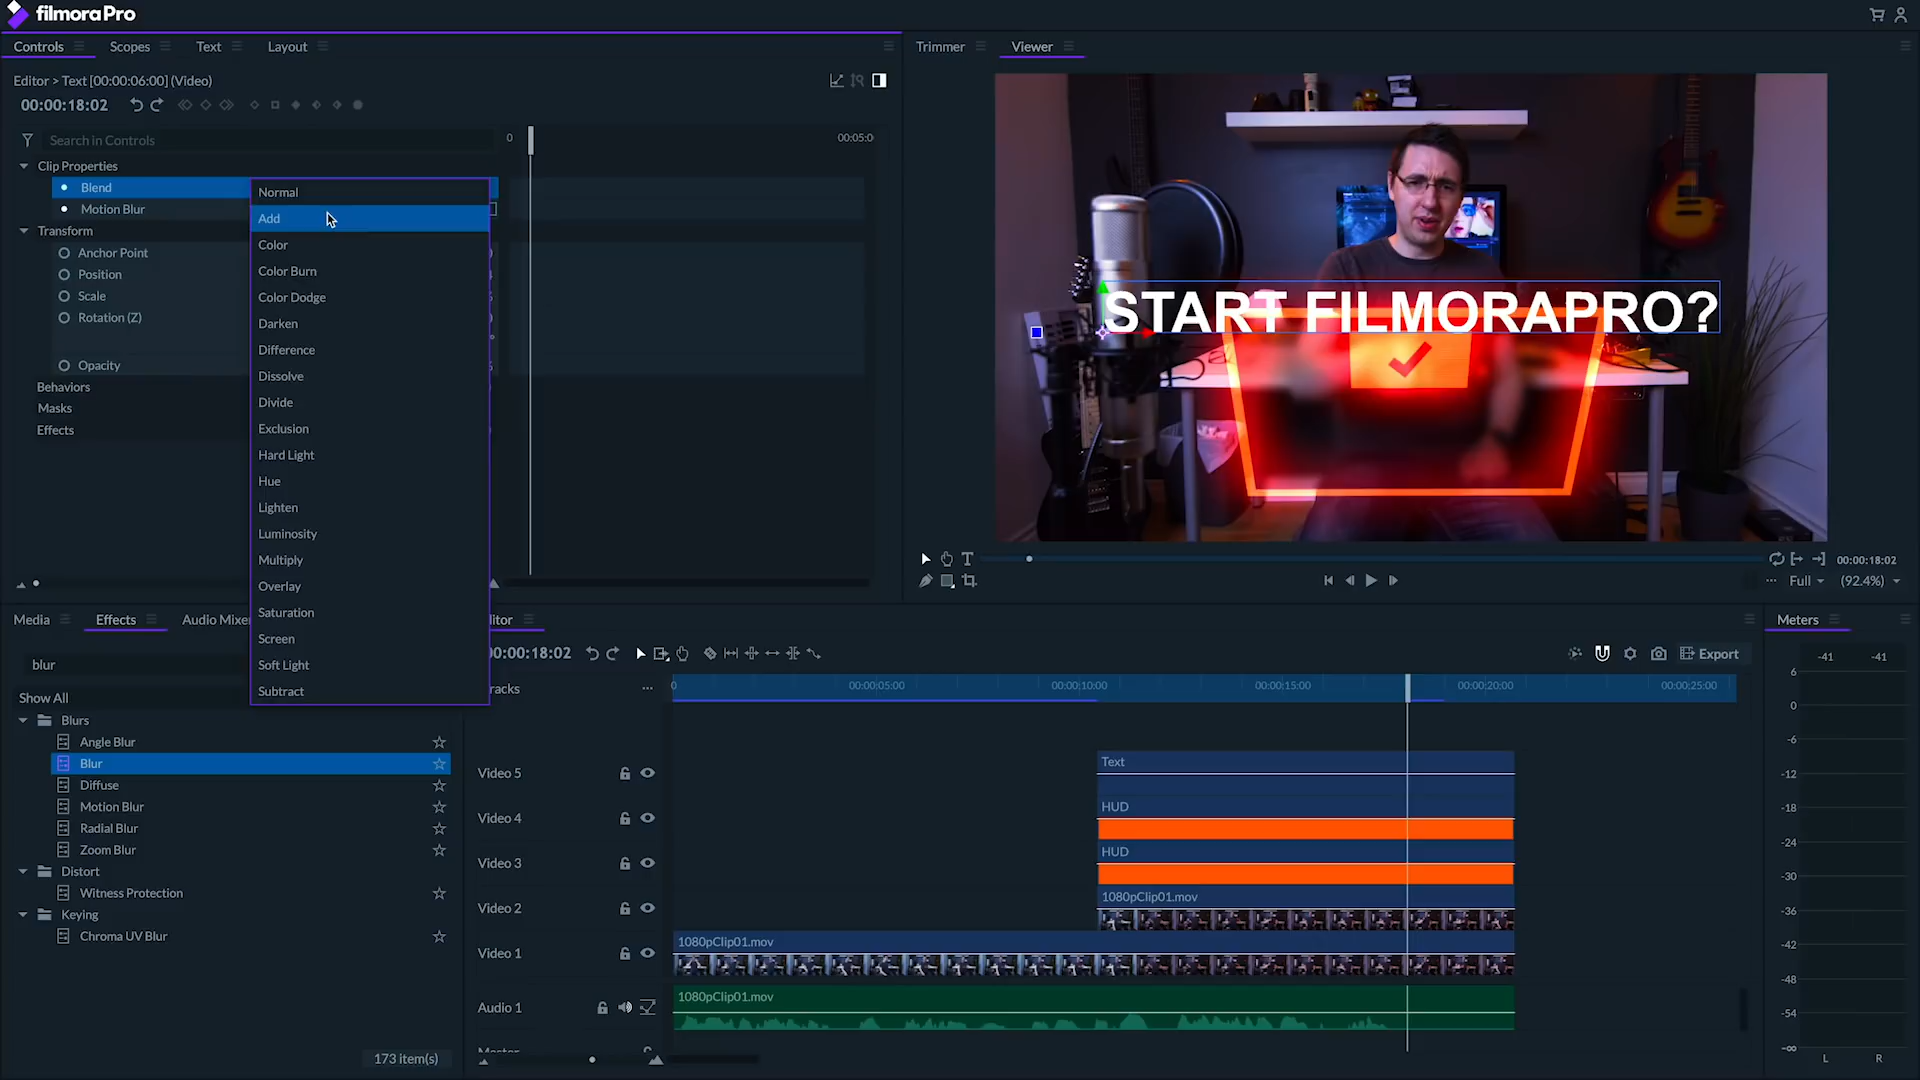 filmoraPro
Controls
Scopes
Text
Layout
Trimmer
Viewer
Editor > Text [00:00:06:00] (Video)
00:00:18:02
Search in Controls
0
00:05:0
Clip Properties
Blend
Motion Blur
Transform
Anchor Point
Position
Scale
Rotation (Z)
Opacity
Behaviors
Masks
Effects
Normal
Add
Color
Color Burn
Color Dodge
Darken
Difference
Dissolve
Divide
Exclusion
Hard Light
Hue
Lighten
Luminosity
Multiply
Overlay
Saturation
Screen
Soft Light
Subtract
START FILMORAPRO?
00:00:18:02
Full
(92.4%)
Media
Effects
Audio Mixe
blur
Show All
Blurs
Angle Blur
Blur
Diffuse
Motion Blur
Radial Blur
Zoom Blur
Distort
Witness Protection
Keying
Chroma UV Blur
173 item(s)
itor
00:00:18:02
Export
racks
0
00:00:05:00
00:00:10:00
00:00:15:00
00:00:20:00
00:00:25:00
Video 5
Text
Video 4
HUD
Video 3
HUD
Video 2
1080pClip01.mov
Video 1
1080pClip01.mov
Audio 1
1080pClip01.mov
Meters
-41 -41
6
0
-6
-12
-18
-24
-30
-36
-42
-48
-54
-∞
L R